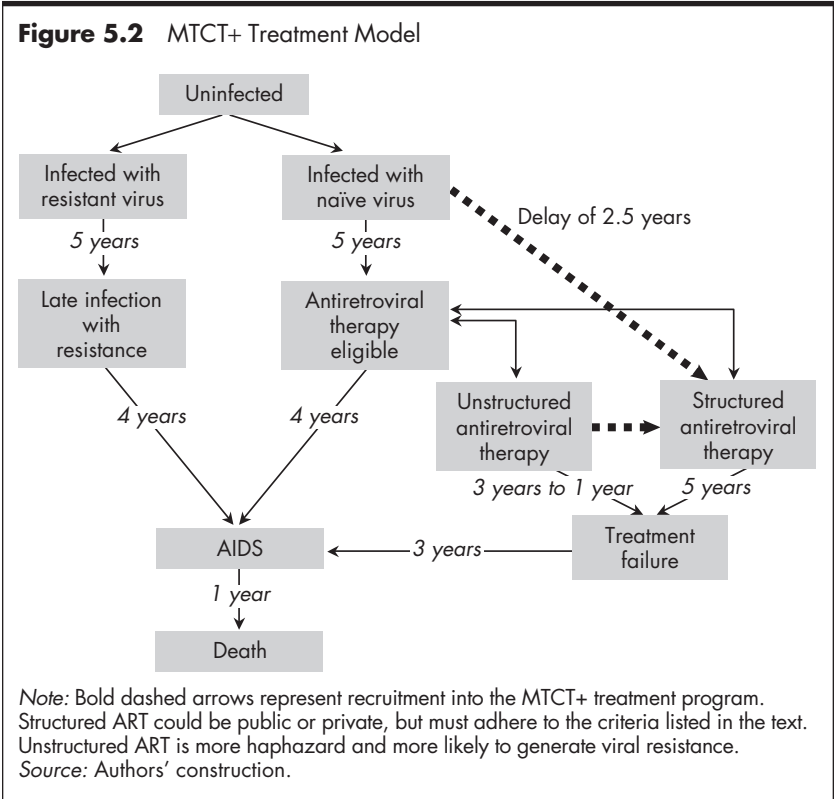 Figure 5.2 MTCT+ Treatment Model
Uninfected
Infected with
resistant virus
Infected with
naïve virus
Delay of 2.5 years
5 years
5 years
Late infection
with
resistance
Antiretroviral
therapy
eligible
Unstructured
antiretroviral
therapy
Structured
antiretroviral
therapy
4 years
4 years
3 years to 1 year
5 years
AIDS
3 years
Treatment
failure
1 year
Death
Note: Bold dashed arrows represent recruitment into the MTCT+ treatment program.
Structured ART could be public or private, but must adhere to the criteria listed in the text.
Unstructured ART is more haphazard and more likely to generate viral resistance.
Source: Authors’ construction.